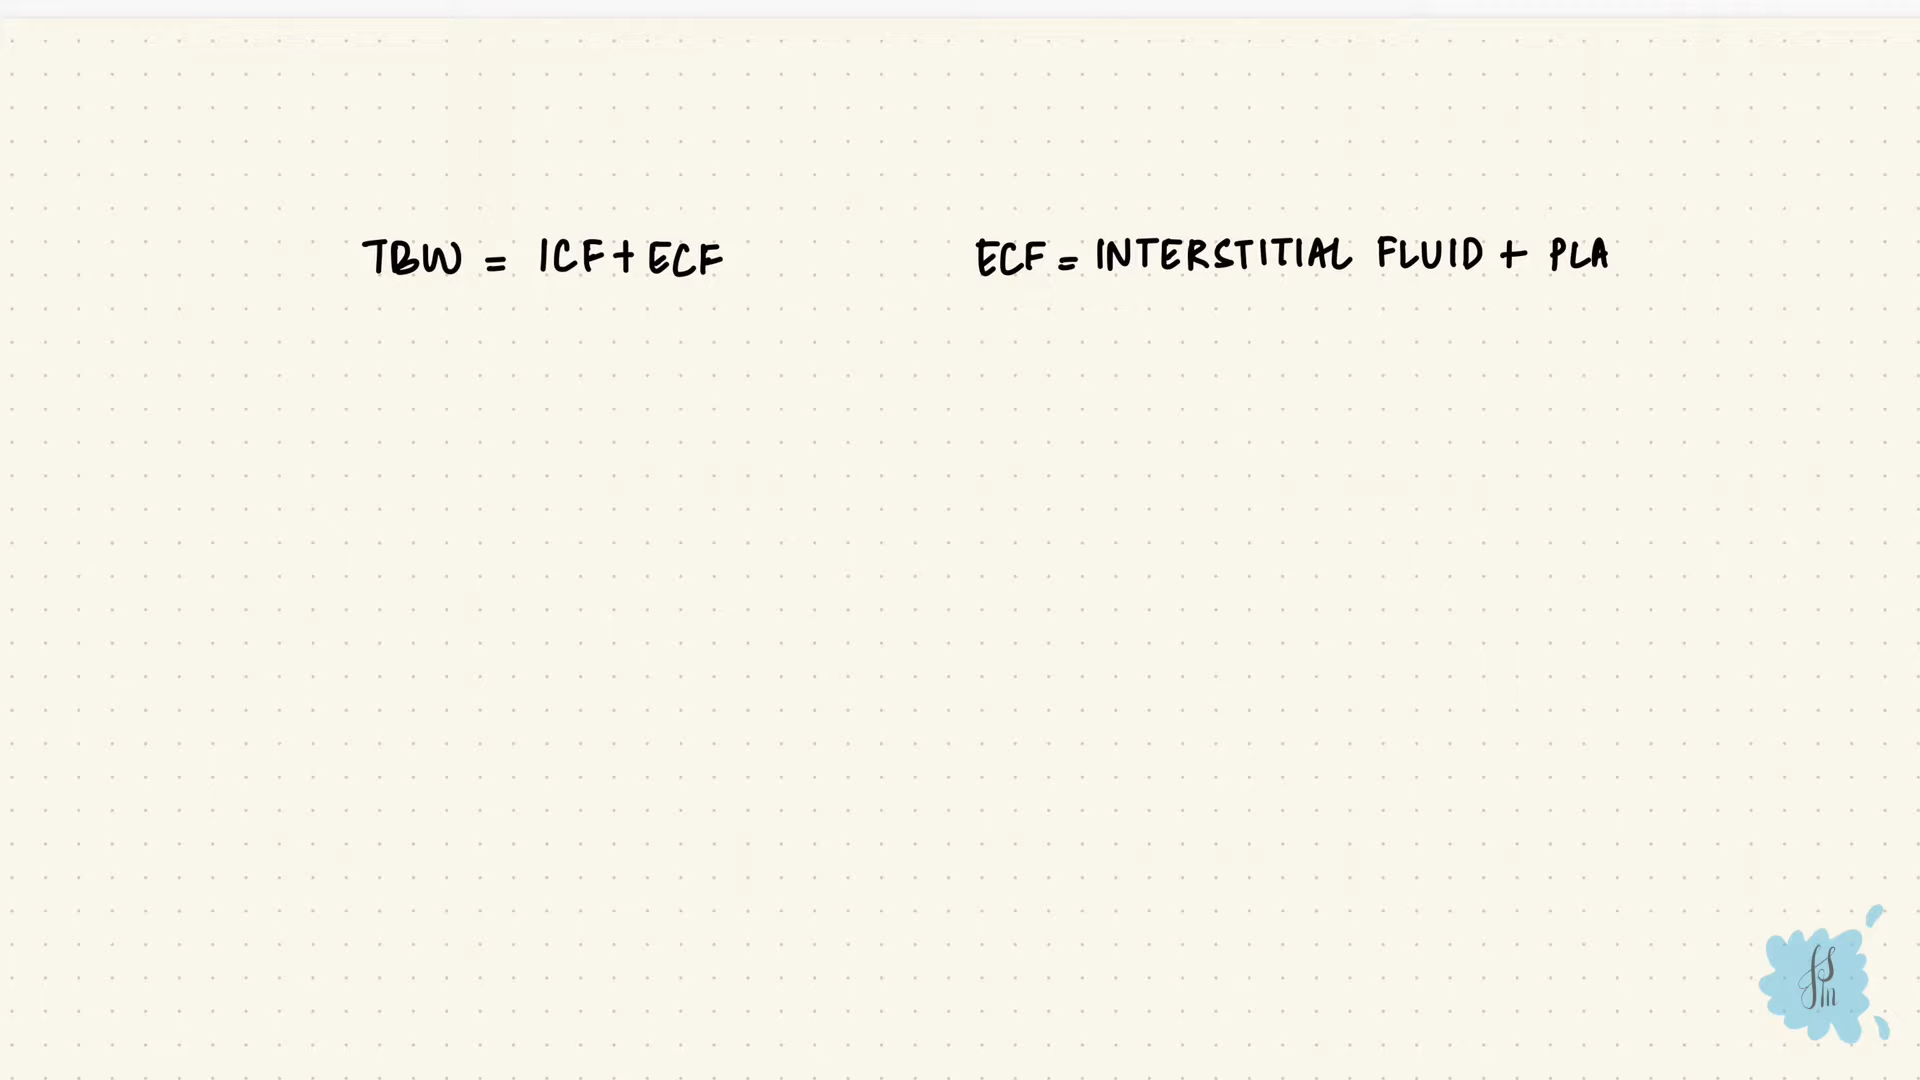 TBW = ICF + ECF
ECF = INTERSTITIAL FLUID + PLA